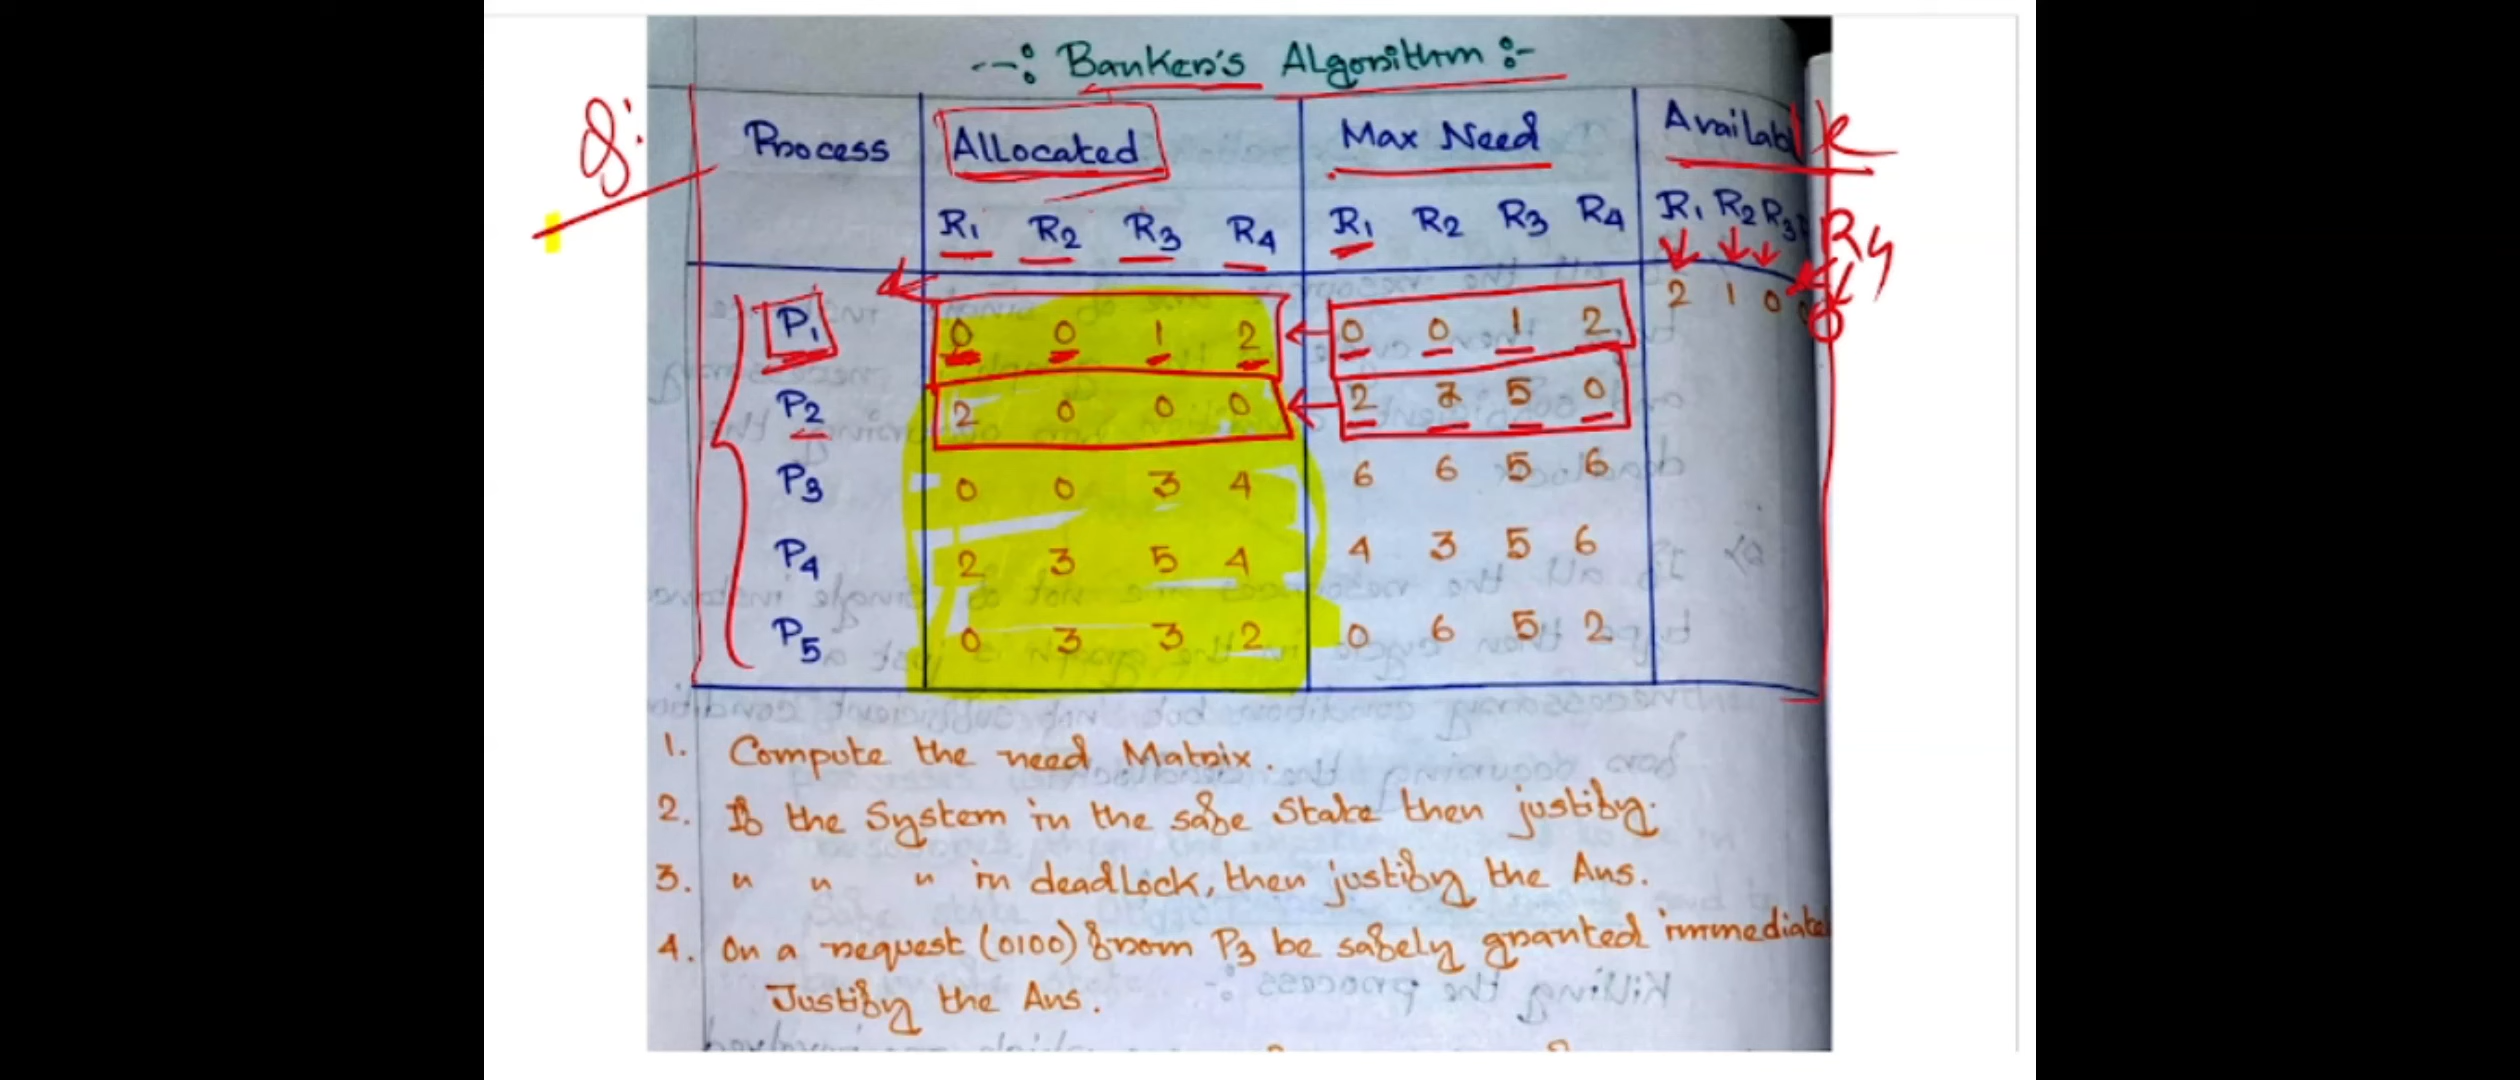 --: Banker's Algorithm :-
Q:
Process Allocated Max Need Available
R1 R2 R3 R4 R1 R2 R3 R4 R1 R2 R3 R4
P1 0 0 1 2 0 0 1 2 2 1 0 0
P2 2 0 0 0 2 7 5 0
P3 0 0 3 4 6 6 5 6
P4 2 3 5 4 4 3 5 6
P5 0 3 3 2 0 6 5 2
1. Compute the need Matrix.
2. If the System in the safe State then justify.
3. " " " in deadlock, then justify the Ans.
4. On a request (0100) from P3 be safely granted immediatel
Justify the Ans.